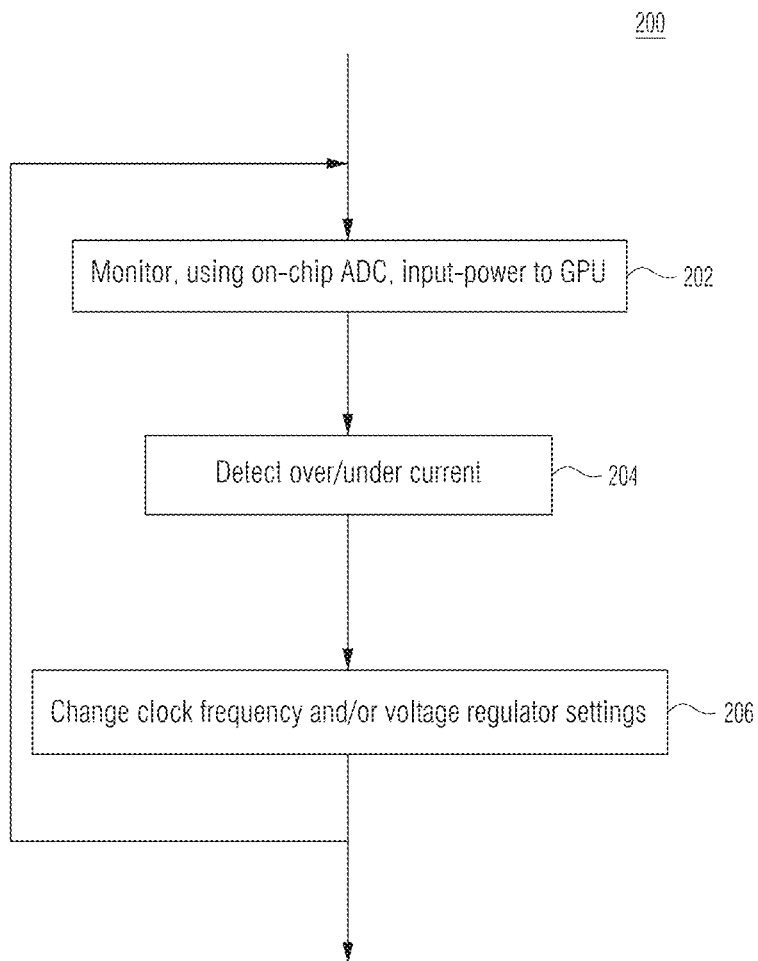 200
Monitor, using on-chip ADC, input-power to GPU
202
Detect over/under current
204
Change clock frequency and/or voltage regulator settings
206